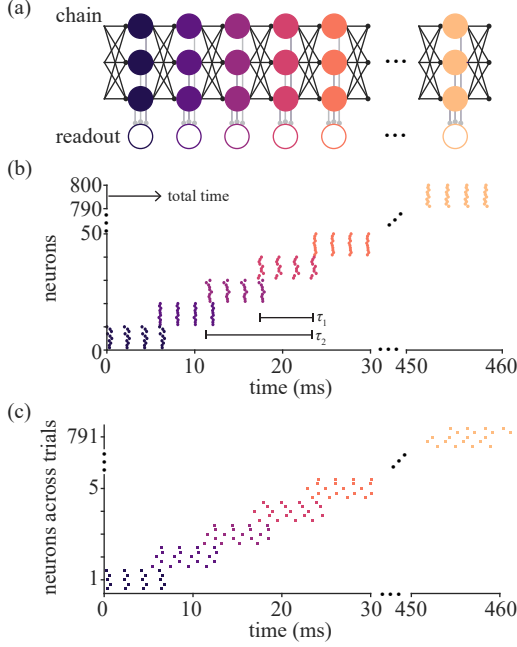 (a)
chain
readout
(b)
800
790
total time
50
neurons
τ1
τ2
0
0 10 20 30 450 460
time (ms)
(c)
791
neurons across trials
5
1
0 10 20 30 450 460
time (ms)